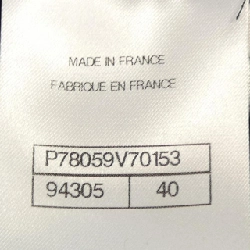 MADE IN FRANCE
FABRIQUE EN FRANCE
P78059V70153
94305 40